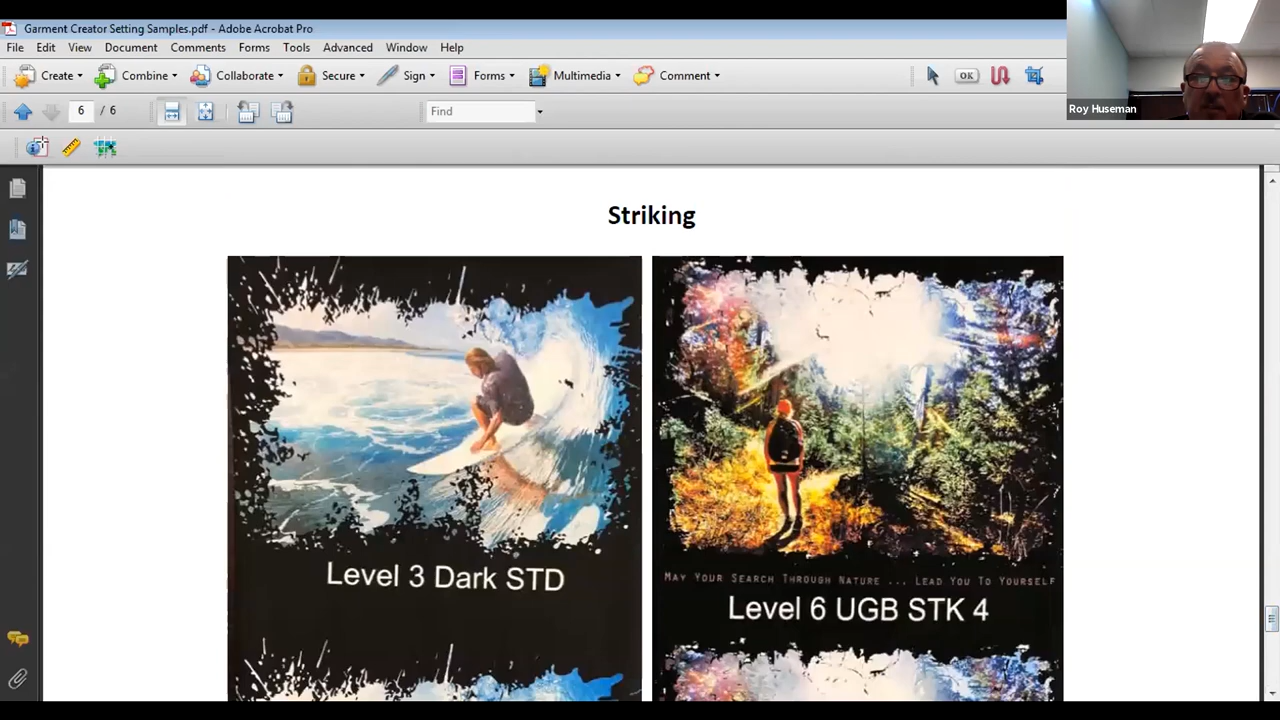 Garment Creator Setting Samples.pdf - Adobe Acrobat Pro
File Edit View Document Comments Forms Tools Advanced Window Help
Create Combine Collaborate Secure Sign Forms Multimedia Comment OK
Roy Huseman
6 / 6 Find
Striking
Level 3 Dark STD
May Your Search Through Nature ... Lead You To Yourself
Level 6 UGB STK 4